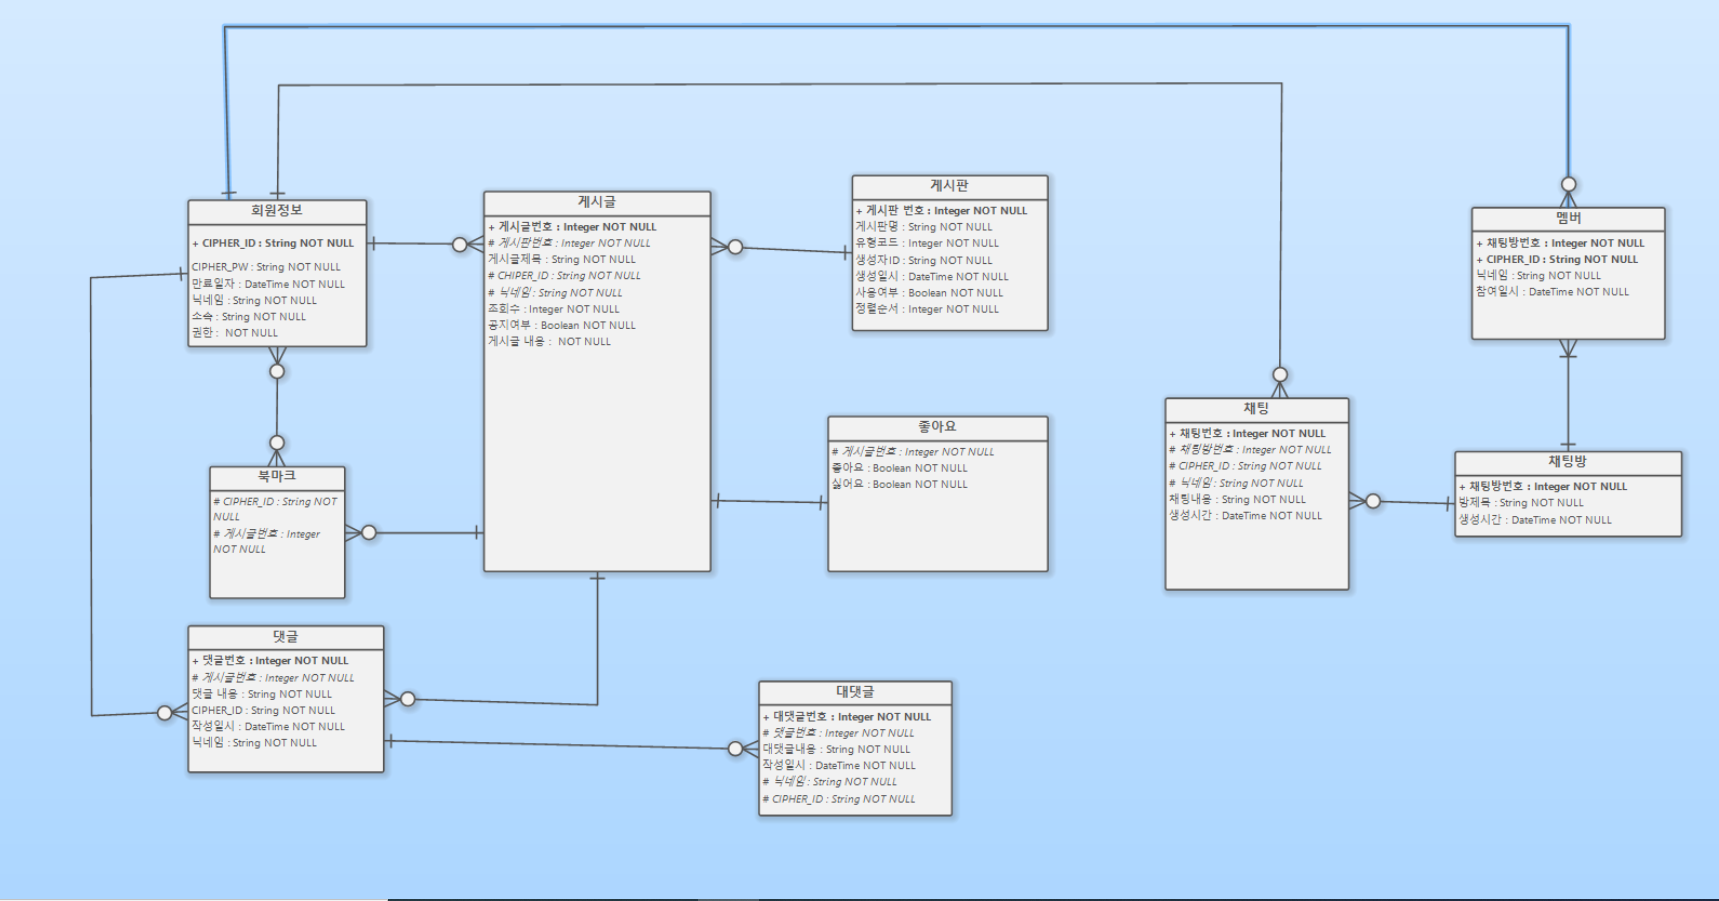 회원정보
+ CIPHER_ID : String NOT NULL
CIPHER_PW : String NOT NULL
만료일자 : DateTime NOT NULL
닉네임 : String NOT NULL
소속 : String NOT NULL
권한 : NOT NULL
게시글
+ 게시글번호 : Integer NOT NULL
# 게시판번호 : Integer NOT NULL
게시글제목 : String NOT NULL
# CHIPER_ID : String NOT NULL
# 닉네임 : String NOT NULL
조회수 : Integer NOT NULL
공지여부 : Boolean NOT NULL
게시글 내용 : NOT NULL
게시판
+ 게시판 번호 : Integer NOT NULL
게시판명 : String NOT NULL
유형코드 : Integer NOT NULL
생성자ID : String NOT NULL
생성일시 : DateTime NOT NULL
사용여부 : Boolean NOT NULL
정렬순서 : Integer NOT NULL
멤버
+ 채팅방번호 : Integer NOT NULL
+ CIPHER_ID : String NOT NULL
닉네임 : String NOT NULL
참여일시 : DateTime NOT NULL
좋아요
# 게시글번호 : Integer NOT NULL
좋아요 : Boolean NOT NULL
싫어요 : Boolean NOT NULL
채팅
+ 채팅번호 : Integer NOT NULL
# 채팅방번호 : Integer NOT NULL
# CIPHER_ID : String NOT NULL
# 닉네임 : String NOT NULL
채팅내용 : String NOT NULL
생성시간 : DateTime NOT NULL
채팅방
+ 채팅방번호 : Integer NOT NULL
방제목 : String NOT NULL
생성시간 : DateTime NOT NULL
북마크
# CIPHER_ID : String NOT
NULL
# 게시글번호 : Integer
NOT NULL
댓글
+ 댓글번호 : Integer NOT NULL
# 게시글번호 : Integer NOT NULL
댓글 내용 : String NOT NULL
CIPHER_ID : String NOT NULL
작성일시 : DateTime NOT NULL
닉네임 : String NOT NULL
대댓글
+ 대댓글번호 : Integer NOT NULL
# 댓글번호 : Integer NOT NULL
대댓글내용 : String NOT NULL
작성일시 : DateTime NOT NULL
# 닉네임 : String NOT NULL
# CIPHER_ID : String NOT NULL